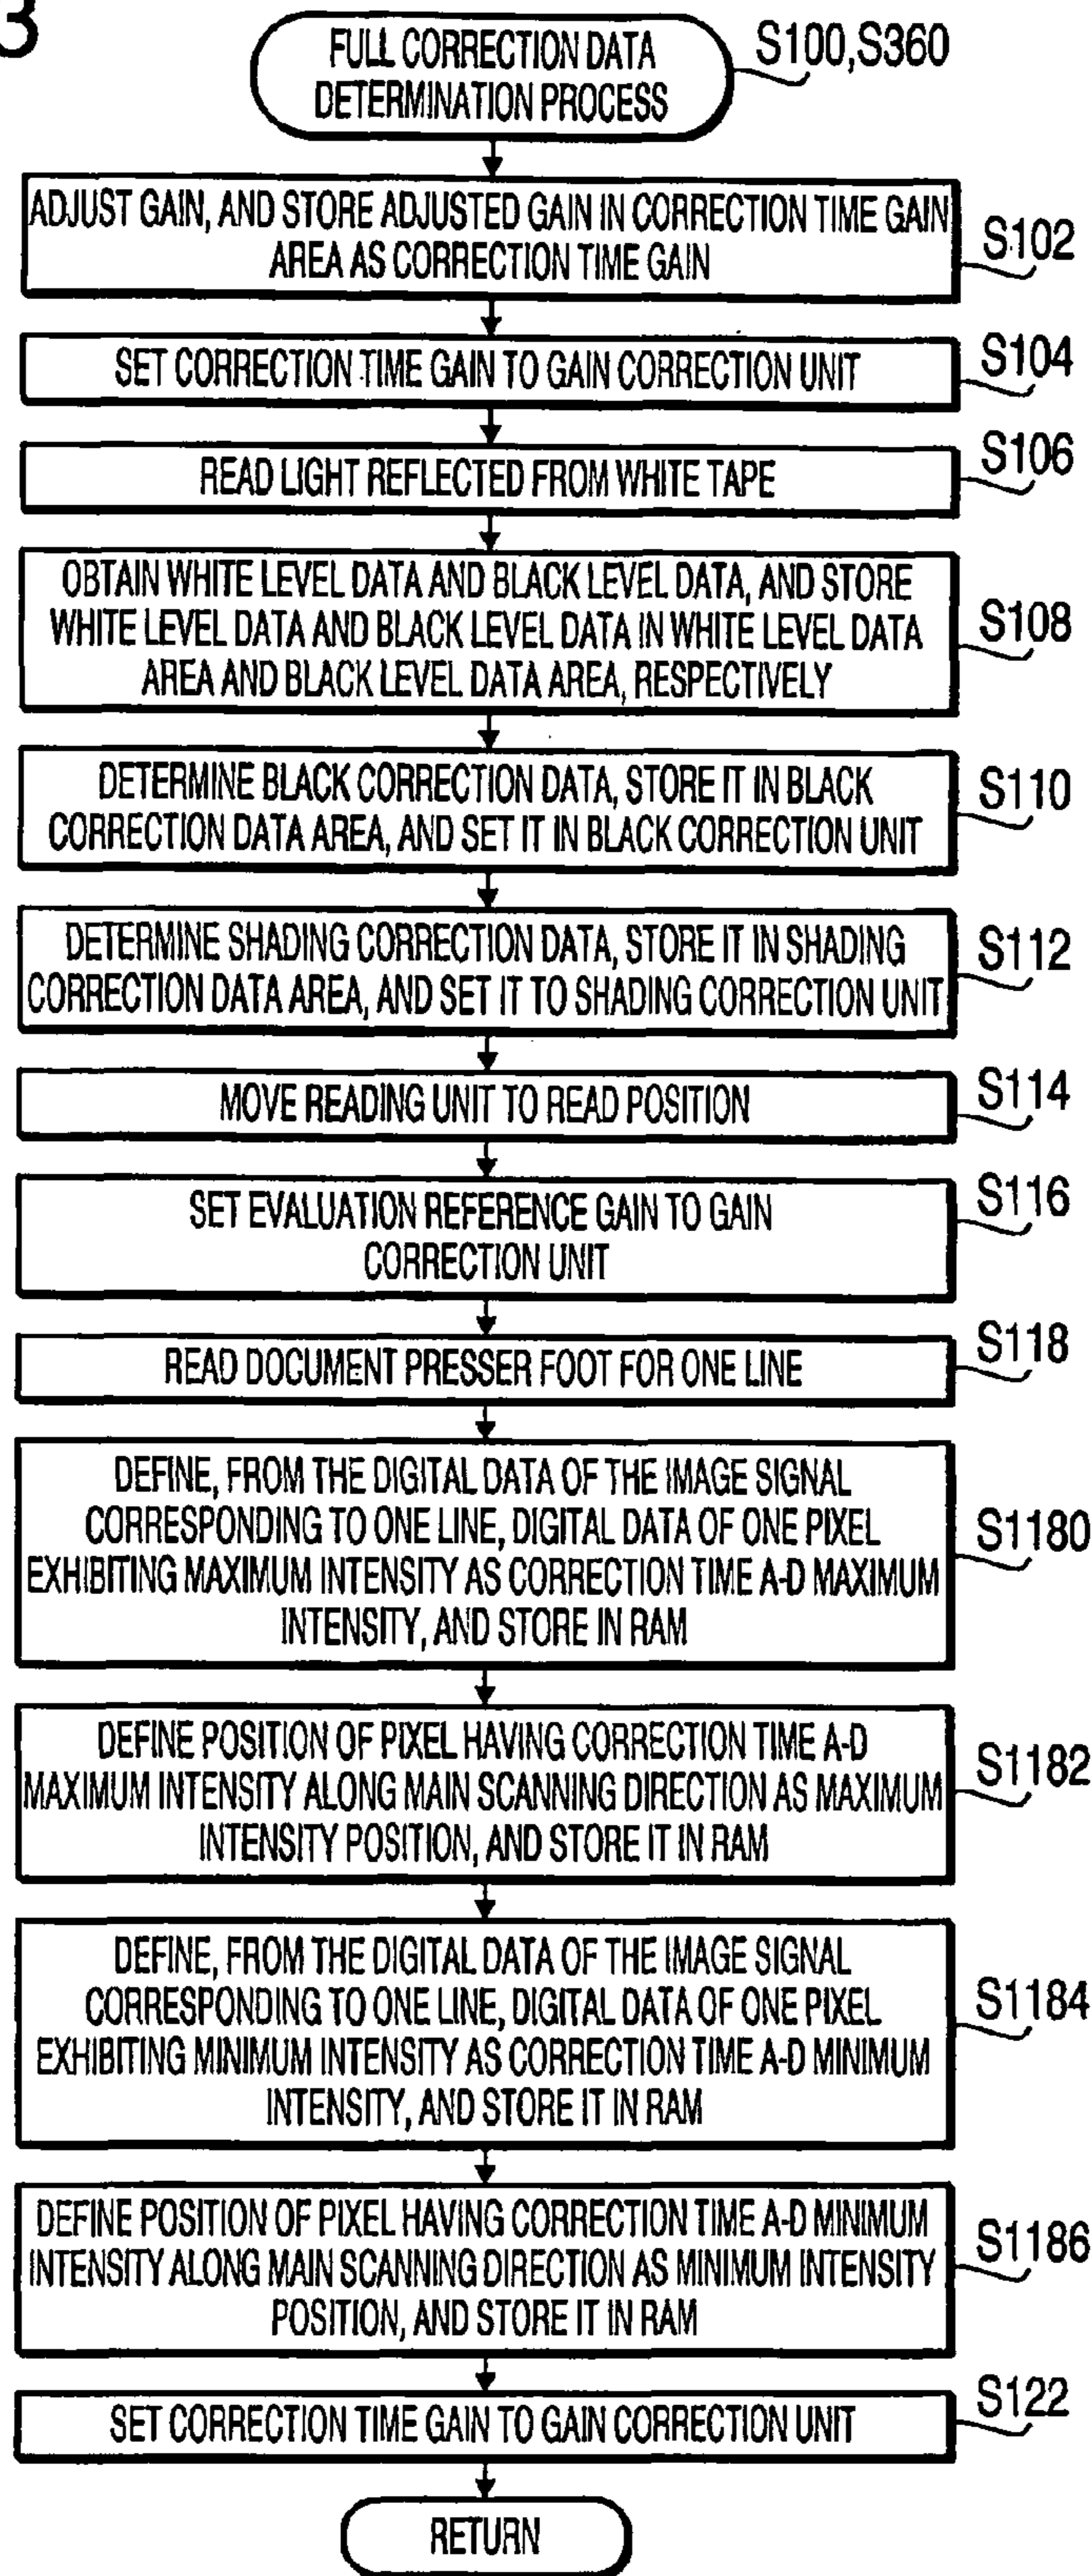 3
FULL CORRECTION DATA
DETERMINATION PROCESS
S100,S360
ADJUST GAIN, AND STORE ADJUSTED GAIN IN CORRECTION TIME GAIN
AREA AS CORRECTION TIME GAIN
S102
SET CORRECTION TIME GAIN TO GAIN CORRECTION UNIT
S104
READ LIGHT REFLECTED FROM WHITE TAPE
S106
OBTAIN WHITE LEVEL DATA AND BLACK LEVEL DATA, AND STORE
WHITE LEVEL DATA AND BLACK LEVEL DATA IN WHITE LEVEL DATA
AREA AND BLACK LEVEL DATA AREA, RESPECTIVELY
S108
DETERMINE BLACK CORRECTION DATA, STORE IT IN BLACK
CORRECTION DATA AREA, AND SET IT IN BLACK CORRECTION UNIT
S110
DETERMINE SHADING CORRECTION DATA, STORE IT IN SHADING
CORRECTION DATA AREA, AND SET IT TO SHADING CORRECTION UNIT
S112
MOVE READING UNIT TO READ POSITION
S114
SET EVALUATION REFERENCE GAIN TO GAIN
CORRECTION UNIT
S116
READ DOCUMENT PRESSER FOOT FOR ONE LINE
S118
DEFINE, FROM THE DIGITAL DATA OF THE IMAGE SIGNAL
CORRESPONDING TO ONE LINE, DIGITAL DATA OF ONE PIXEL
EXHIBITING MAXIMUM INTENSITY AS CORRECTION TIME A-D MAXIMUM
INTENSITY, AND STORE IN RAM
S1180
DEFINE POSITION OF PIXEL HAVING CORRECTION TIME A-D
MAXIMUM INTENSITY ALONG MAIN SCANNING DIRECTION AS MAXIMUM
INTENSITY POSITION, AND STORE IT IN RAM
S1182
DEFINE, FROM THE DIGITAL DATA OF THE IMAGE SIGNAL
CORRESPONDING TO ONE LINE, DIGITAL DATA OF ONE PIXEL
EXHIBITING MINIMUM INTENSITY AS CORRECTION TIME A-D MINIMUM
INTENSITY, AND STORE IT IN RAM
S1184
DEFINE POSITION OF PIXEL HAVING CORRECTION TIME A-D MINIMUM
INTENSITY ALONG MAIN SCANNING DIRECTION AS MINIMUM INTENSITY
POSITION, AND STORE IT IN RAM
S1186
SET CORRECTION TIME GAIN TO GAIN CORRECTION UNIT
S122
RETURN